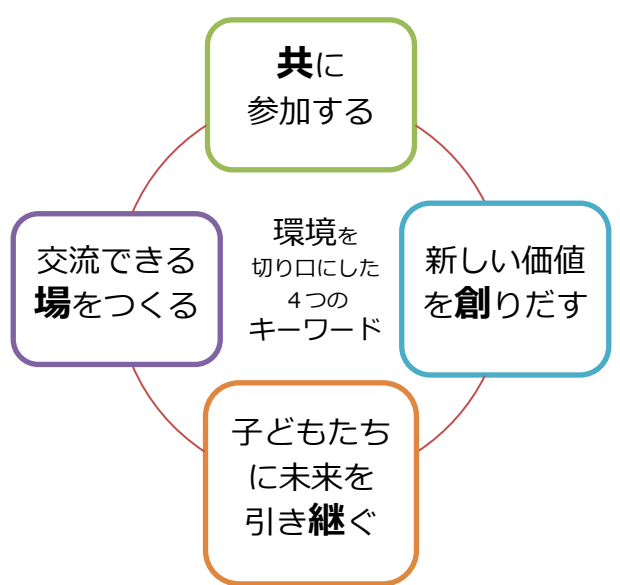 共に
参加する
環境を
切り口にした
４つの
キーワード
新しい価値
を創りだす
子どもたち
に未来を
引き継ぐ
交流できる
場をつくる